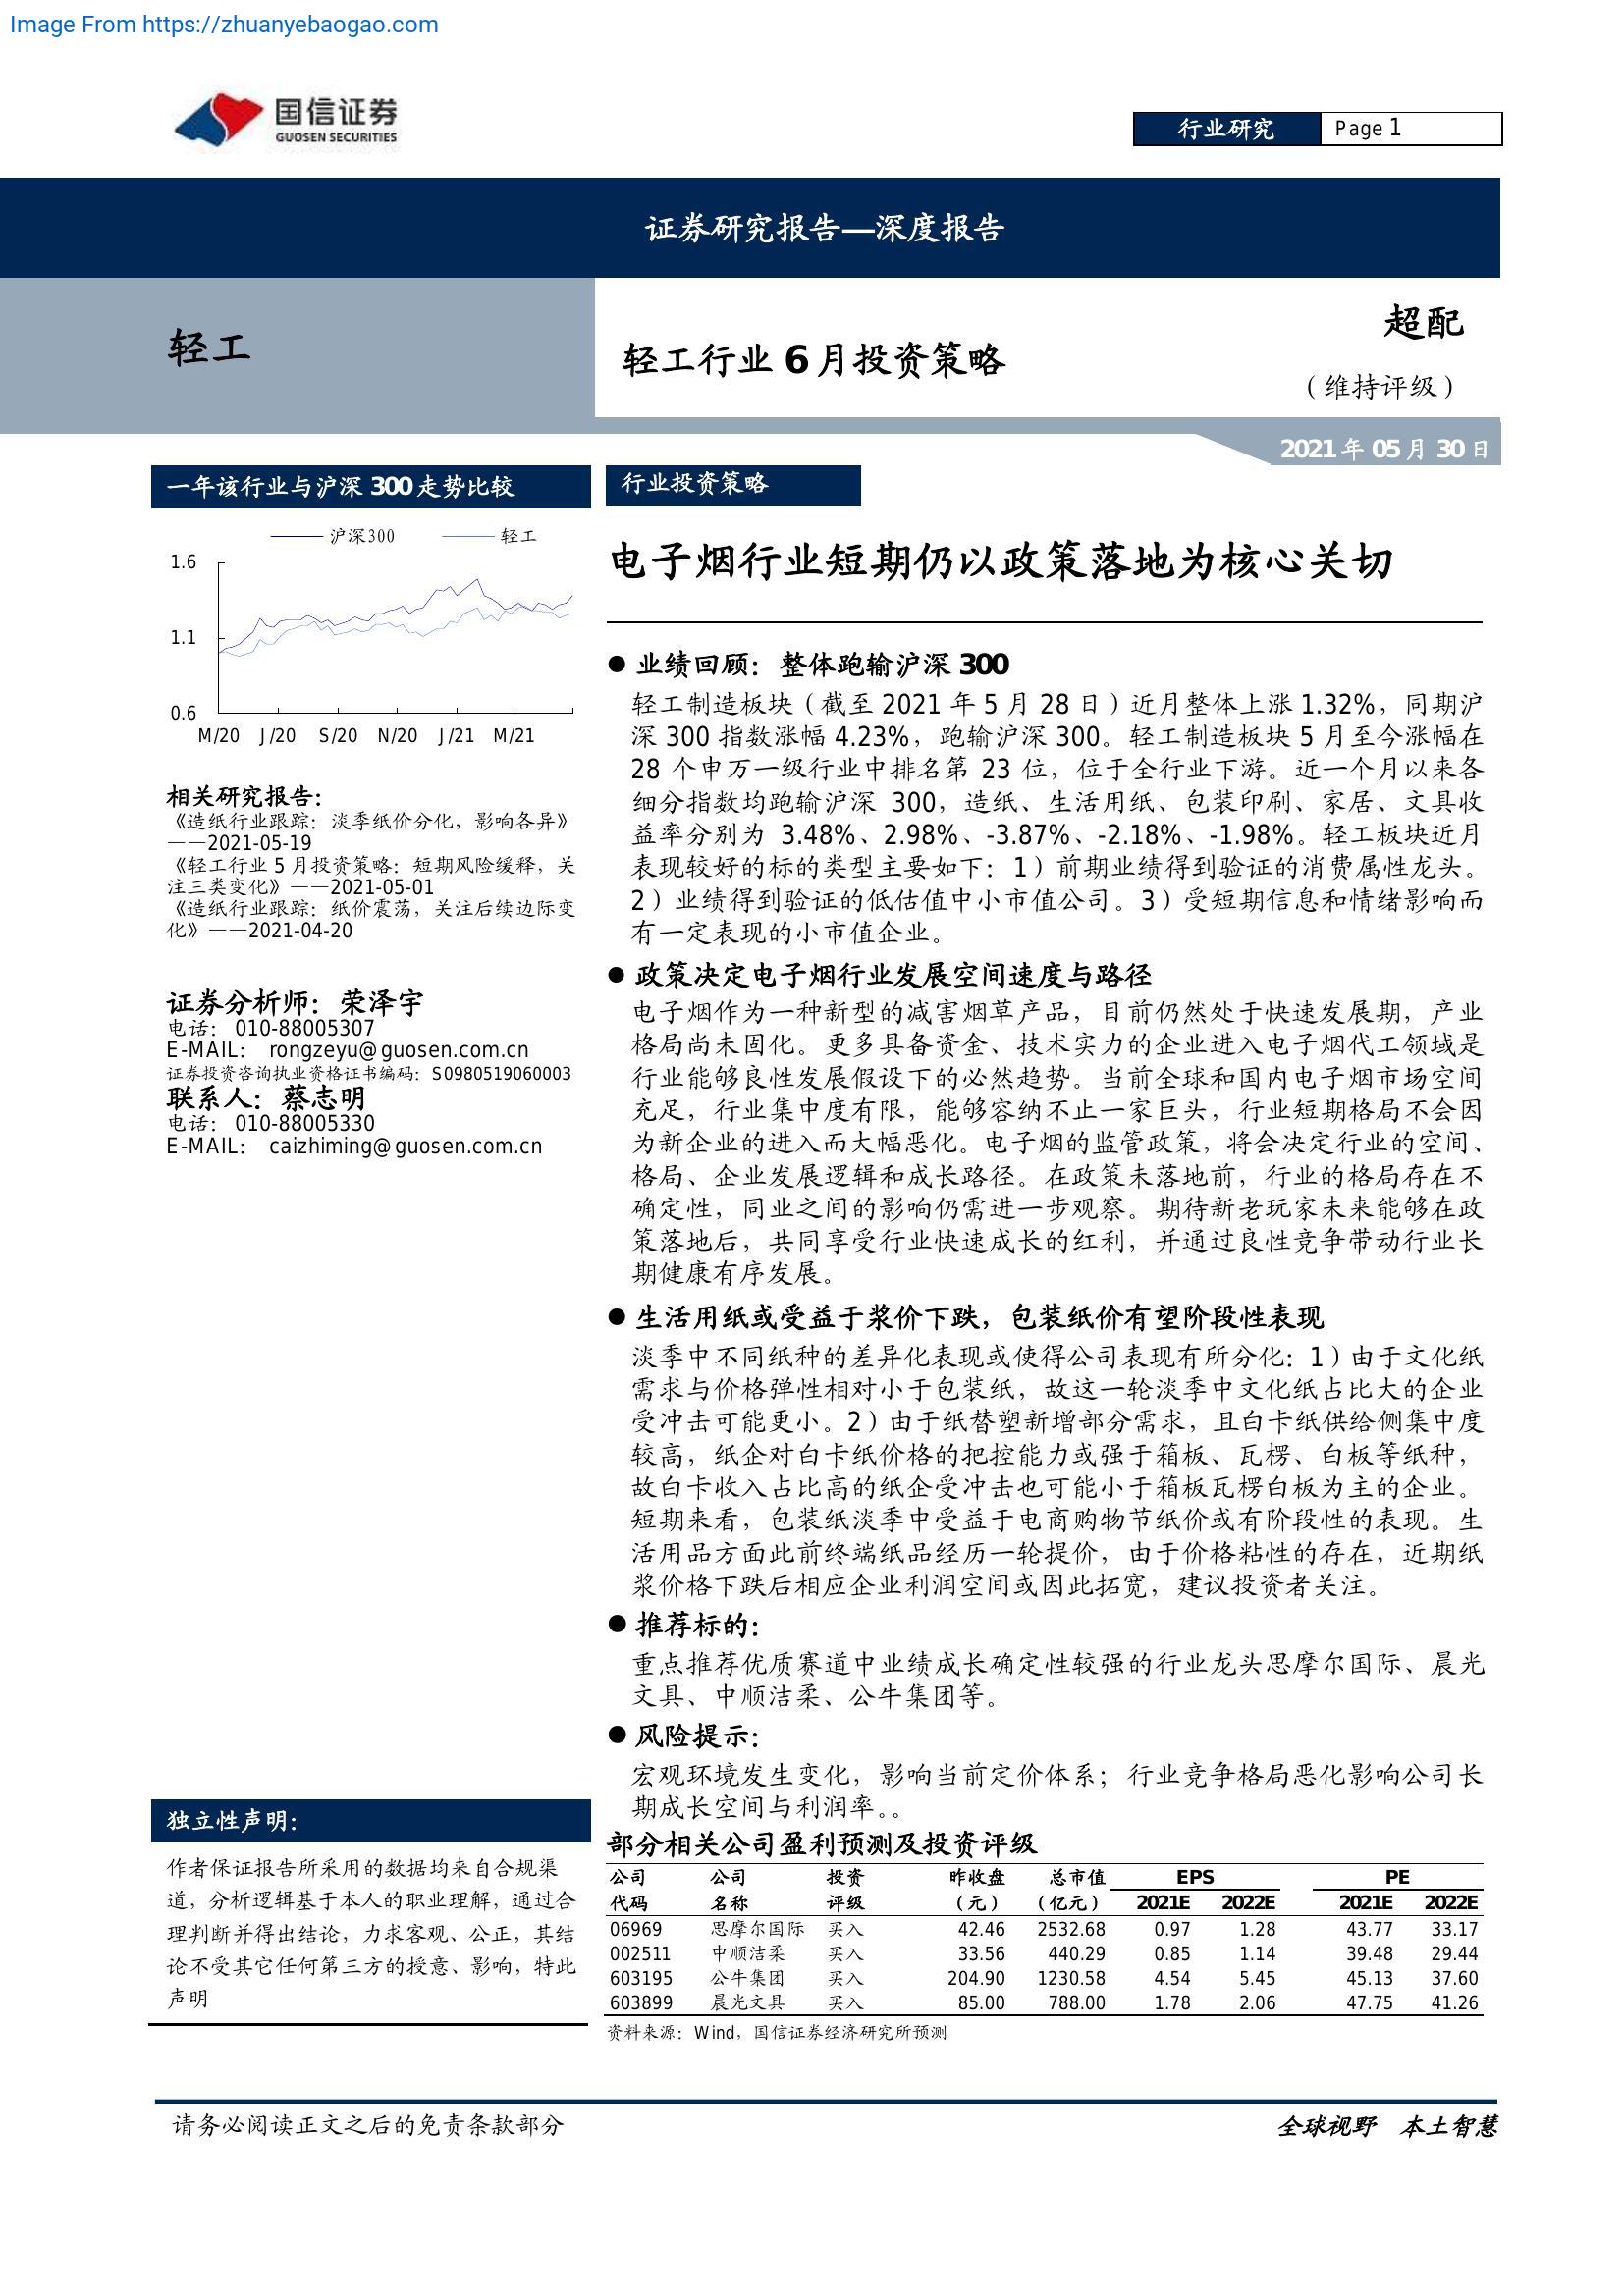 Image From https://zhuanyebaogao.com
国信证券
GUOSEN SECURITIES
行业研究
Page 1
证券研究报告—深度报告
轻工
轻工行业 6 月投资策略
超配
（维持评级）
2021 年 05 月 30 日
一年该行业与沪深 300 走势比较
沪深300 轻工
1.6
1.1
0.6
M/20 J/20 S/20 N/20 J/21 M/21
相关研究报告：
《造纸行业跟踪：淡季纸价分化，影响各异》
——2021-05-19
《轻工行业 5 月投资策略：短期风险缓释，关
注三类变化》——2021-05-01
《造纸行业跟踪：纸价震荡，关注后续边际变
化》——2021-04-20
证券分析师：荣泽宇
电话：010-88005307
E-MAIL： rongzeyu@guosen.com.cn
证券投资咨询执业资格证书编码：S0980519060003
联系人：蔡志明
电话：010-88005330
E-MAIL： caizhiming@guosen.com.cn
独立性声明：
作者保证报告所采用的数据均来自合规渠
道，分析逻辑基于本人的职业理解，通过合
理判断并得出结论，力求客观、公正，其结
论不受其它任何第三方的授意、影响，特此
声明
行业投资策略
电子烟行业短期仍以政策落地为核心关切
● 业绩回顾：整体跑输沪深 300
轻工制造板块（截至 2021 年 5 月 28 日）近月整体上涨 1.32%，同期沪
深 300 指数涨幅 4.23%，跑输沪深 300。轻工制造板块 5 月至今涨幅在
28 个申万一级行业中排名第 23 位，位于全行业下游。近一个月以来各
细分指数均跑输沪深 300，造纸、生活用纸、包装印刷、家居、文具收
益率分别为 3.48%、2.98%、-3.87%、-2.18%、-1.98%。轻工板块近月
表现较好的标的类型主要如下：1）前期业绩得到验证的消费属性龙头。
2）业绩得到验证的低估值中小市值公司。3）受短期信息和情绪影响而
有一定表现的小市值企业。
● 政策决定电子烟行业发展空间速度与路径
电子烟作为一种新型的减害烟草产品，目前仍然处于快速发展期，产业
格局尚未固化。更多具备资金、技术实力的企业进入电子烟代工领域是
行业能够良性发展假设下的必然趋势。当前全球和国内电子烟市场空间
充足，行业集中度有限，能够容纳不止一家巨头，行业短期格局不会因
为新企业的进入而大幅恶化。电子烟的监管政策，将会决定行业的空间、
格局、企业发展逻辑和成长路径。在政策未落地前，行业的格局存在不
确定性，同业之间的影响仍需进一步观察。期待新老玩家未来能够在政
策落地后，共同享受行业快速成长的红利，并通过良性竞争带动行业长
期健康有序发展。
● 生活用纸或受益于浆价下跌，包装纸价有望阶段性表现
淡季中不同纸种的差异化表现或使得公司表现有所分化：1）由于文化纸
需求与价格弹性相对小于包装纸，故这一轮淡季中文化纸占比大的企业
受冲击可能更小。2）由于纸替塑新增部分需求，且白卡纸供给侧集中度
较高，纸企对白卡纸价格的把控能力或强于箱板、瓦楞、白板等纸种，
故白卡收入占比高的纸企受冲击也可能小于箱板瓦楞白板为主的企业。
短期来看，包装纸淡季中受益于电商购物节纸价或有阶段性的表现。生
活用品方面此前终端纸品经历一轮提价，由于价格粘性的存在，近期纸
浆价格下跌后相应企业利润空间或因此拓宽，建议投资者关注。
● 推荐标的：
重点推荐优质赛道中业绩成长确定性较强的行业龙头思摩尔国际、晨光
文具、中顺洁柔、公牛集团等。
● 风险提示：
宏观环境发生变化，影响当前定价体系；行业竞争格局恶化影响公司长
期成长空间与利润率。。
部分相关公司盈利预测及投资评级
公司 公司 投资 昨收盘 总市值 EPS PE
代码 名称 评级 （元） （亿元） 2021E 2022E 2021E 2022E
06969 思摩尔国际 买入 42.46 2532.68 0.97 1.28 43.77 33.17
002511 中顺洁柔 买入 33.56 440.29 0.85 1.14 39.48 29.44
603195 公牛集团 买入 204.90 1230.58 4.54 5.45 45.13 37.60
603899 晨光文具 买入 85.00 788.00 1.78 2.06 47.75 41.26
资料来源：Wind，国信证券经济研究所预测
请务必阅读正文之后的免责条款部分
全球视野 本土智慧